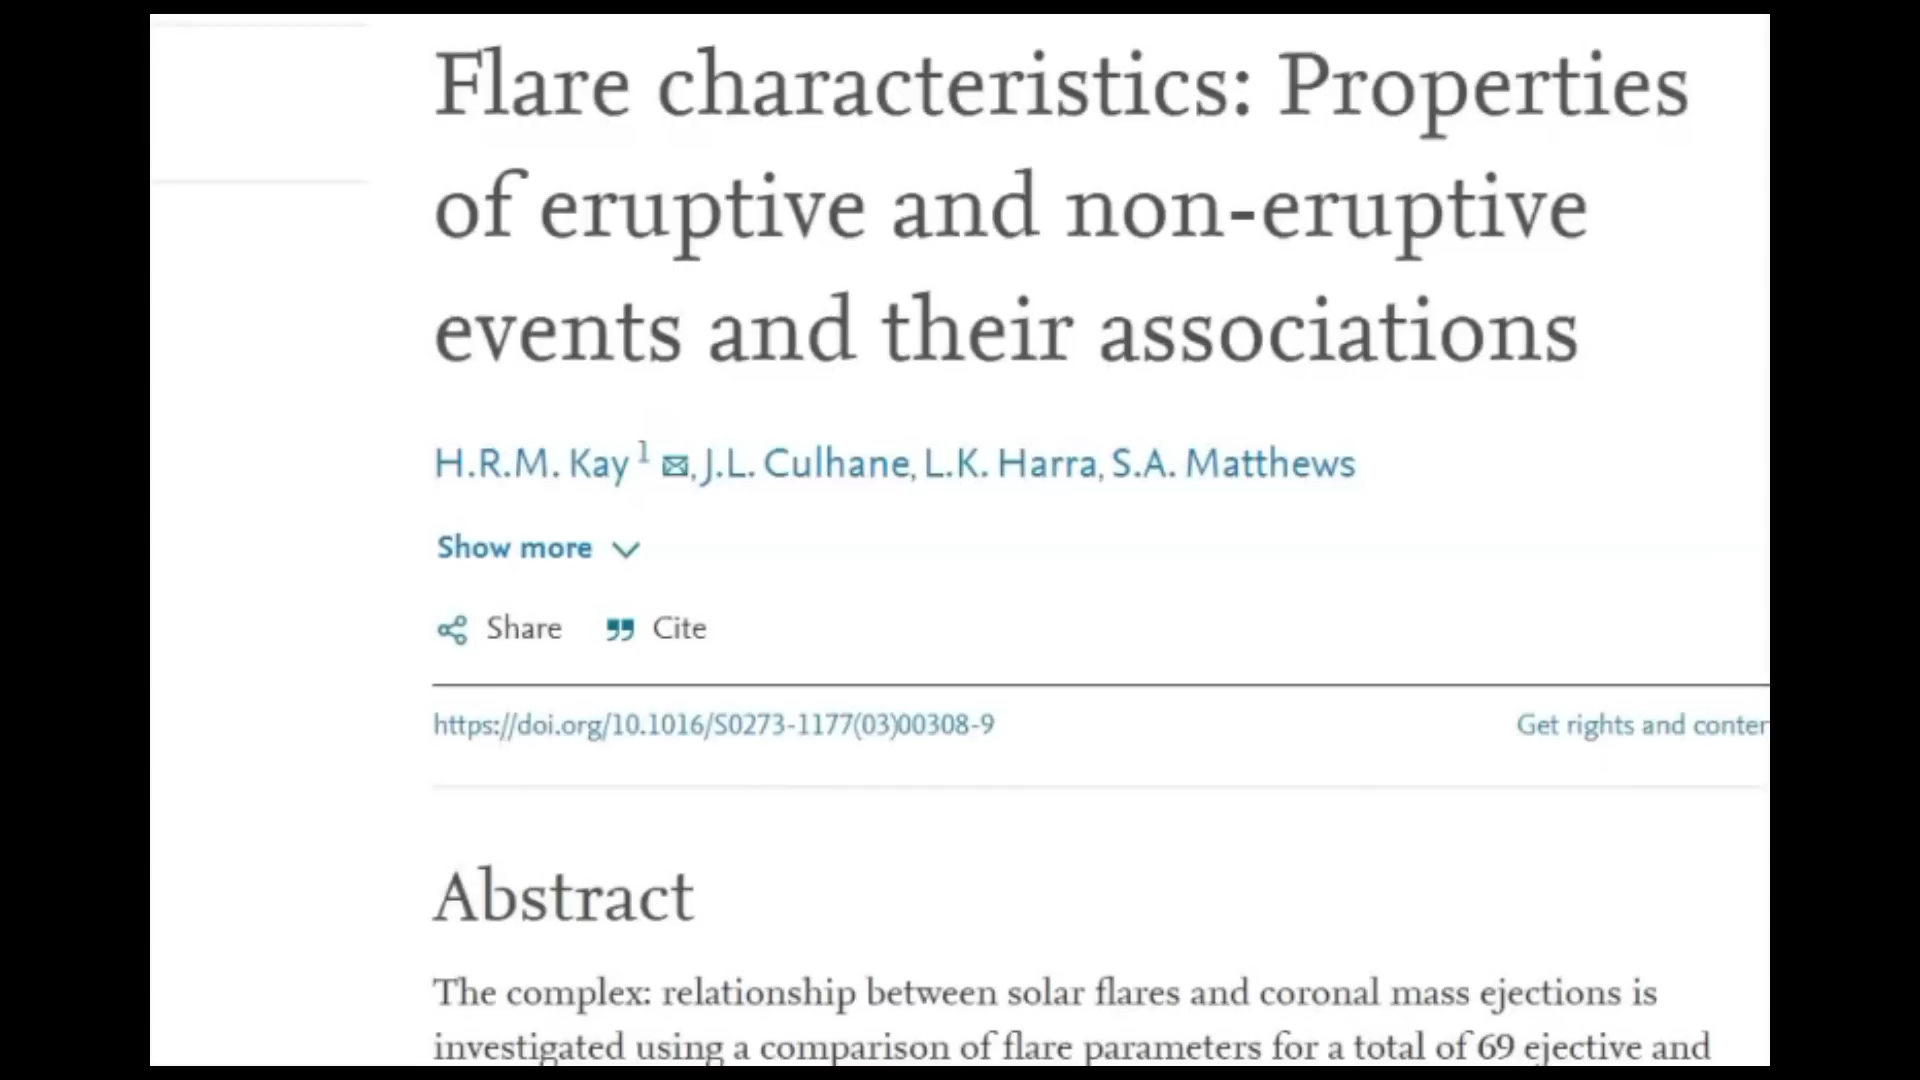 Flare characteristics: Properties
of eruptive and non-eruptive
events and their associations
H.R.M. Kay 1 ✉, J.L. Culhane, L.K. Harra, S.A. Matthews
Show more
Share Cite
https://doi.org/10.1016/S0273-1177(03)00308-9 Get rights and conter
Abstract
The complex: relationship between solar flares and coronal mass ejections is
investigated using a comparison of flare parameters for a total of 69 ejective and